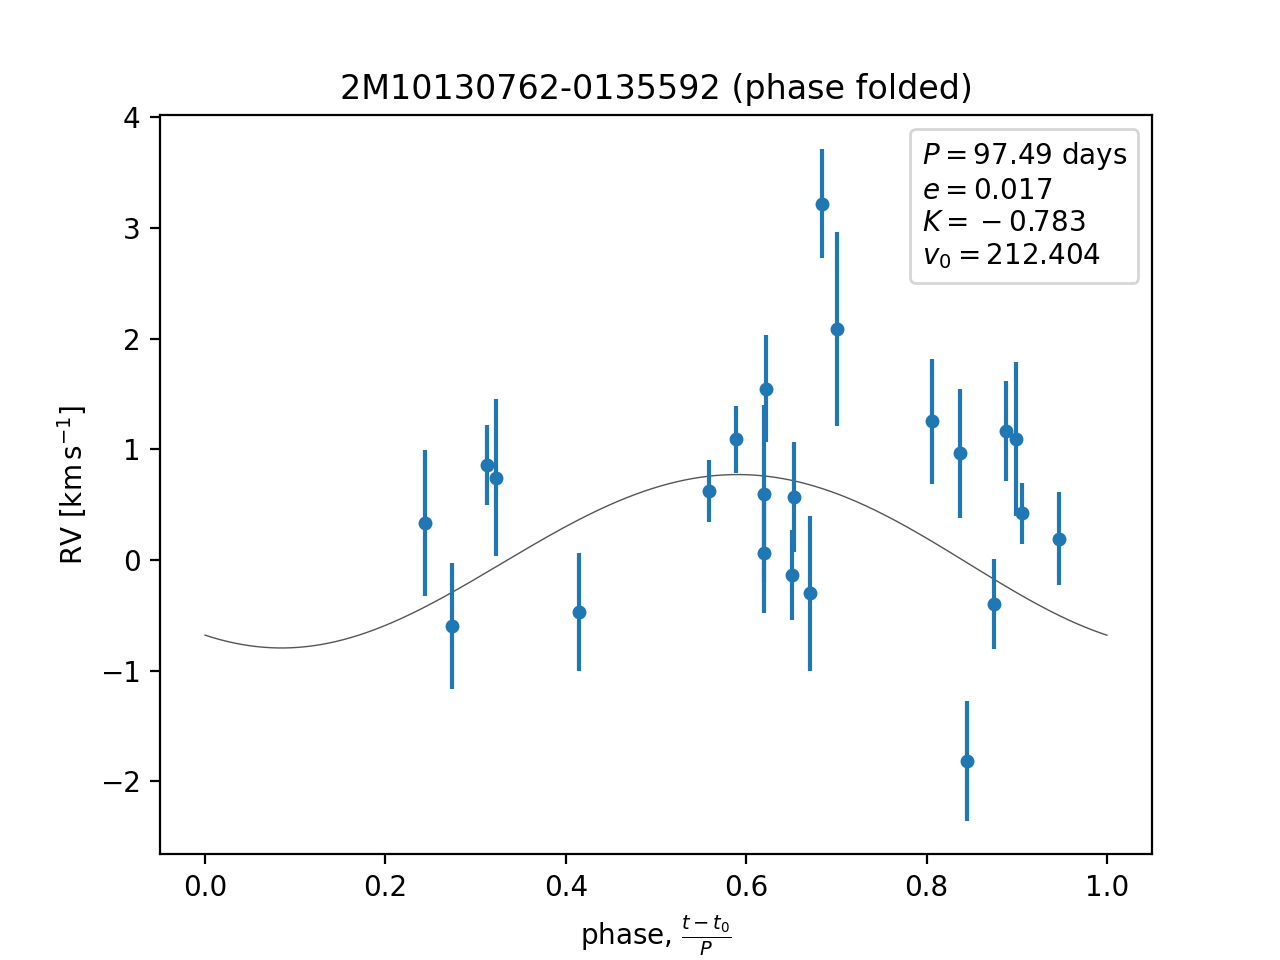 2M10130762-0135592 (phase folded)
P = 97.49 days
e = 0.017
K = −0.783
v₀ = 212.404
4
3
2
1
0
−1
−2
RV [km s⁻¹]
0.0 0.2 0.4 0.6 0.8 1.0
phase, (t − t₀)/P